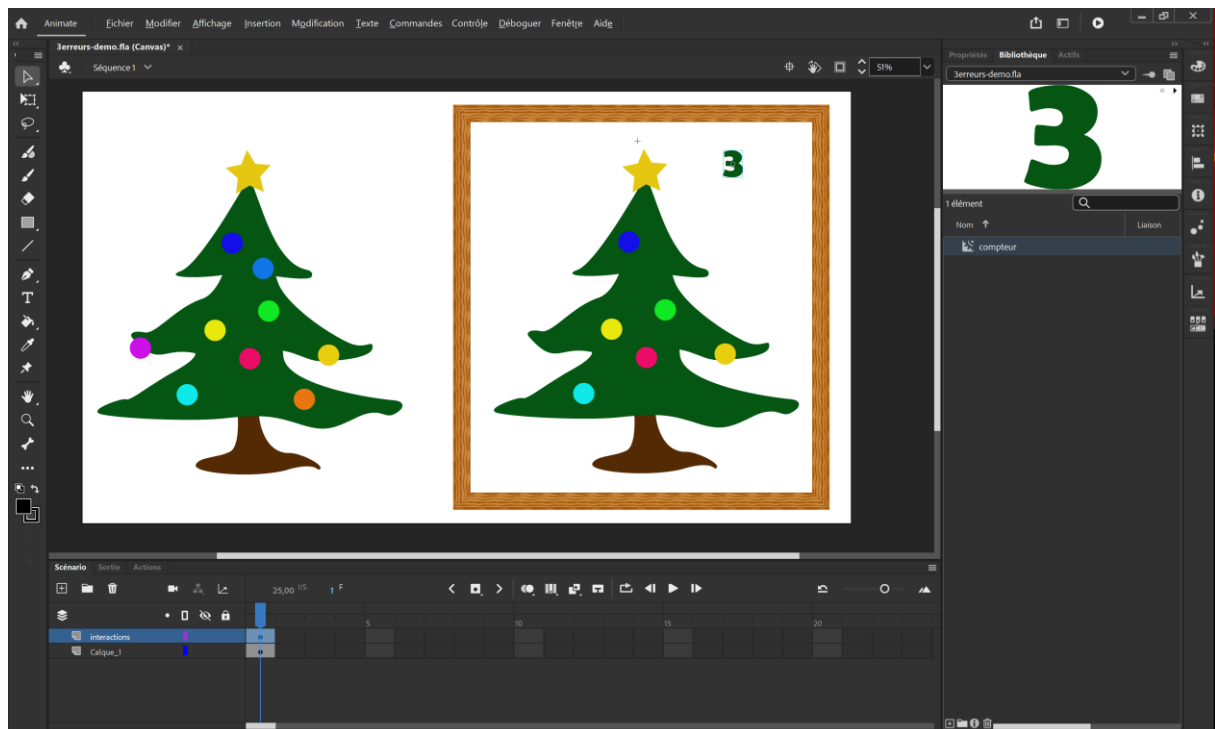 Animate Fichier Modifier Affichage Insertion Modification Texte Commandes Contrôle Déboguer Fenêtre Aide
3erreurs-demo.fla (Canvas)* ×
Séquence 1
51%
3
Propriétés Bibliothèque Actifs
3erreurs-demo.fla
3
1 élément
Nom Liaison
compteur
Scénario Sortie Actions
25,00 I/S 1 F
5 10 15 20
interactions
Calque_1